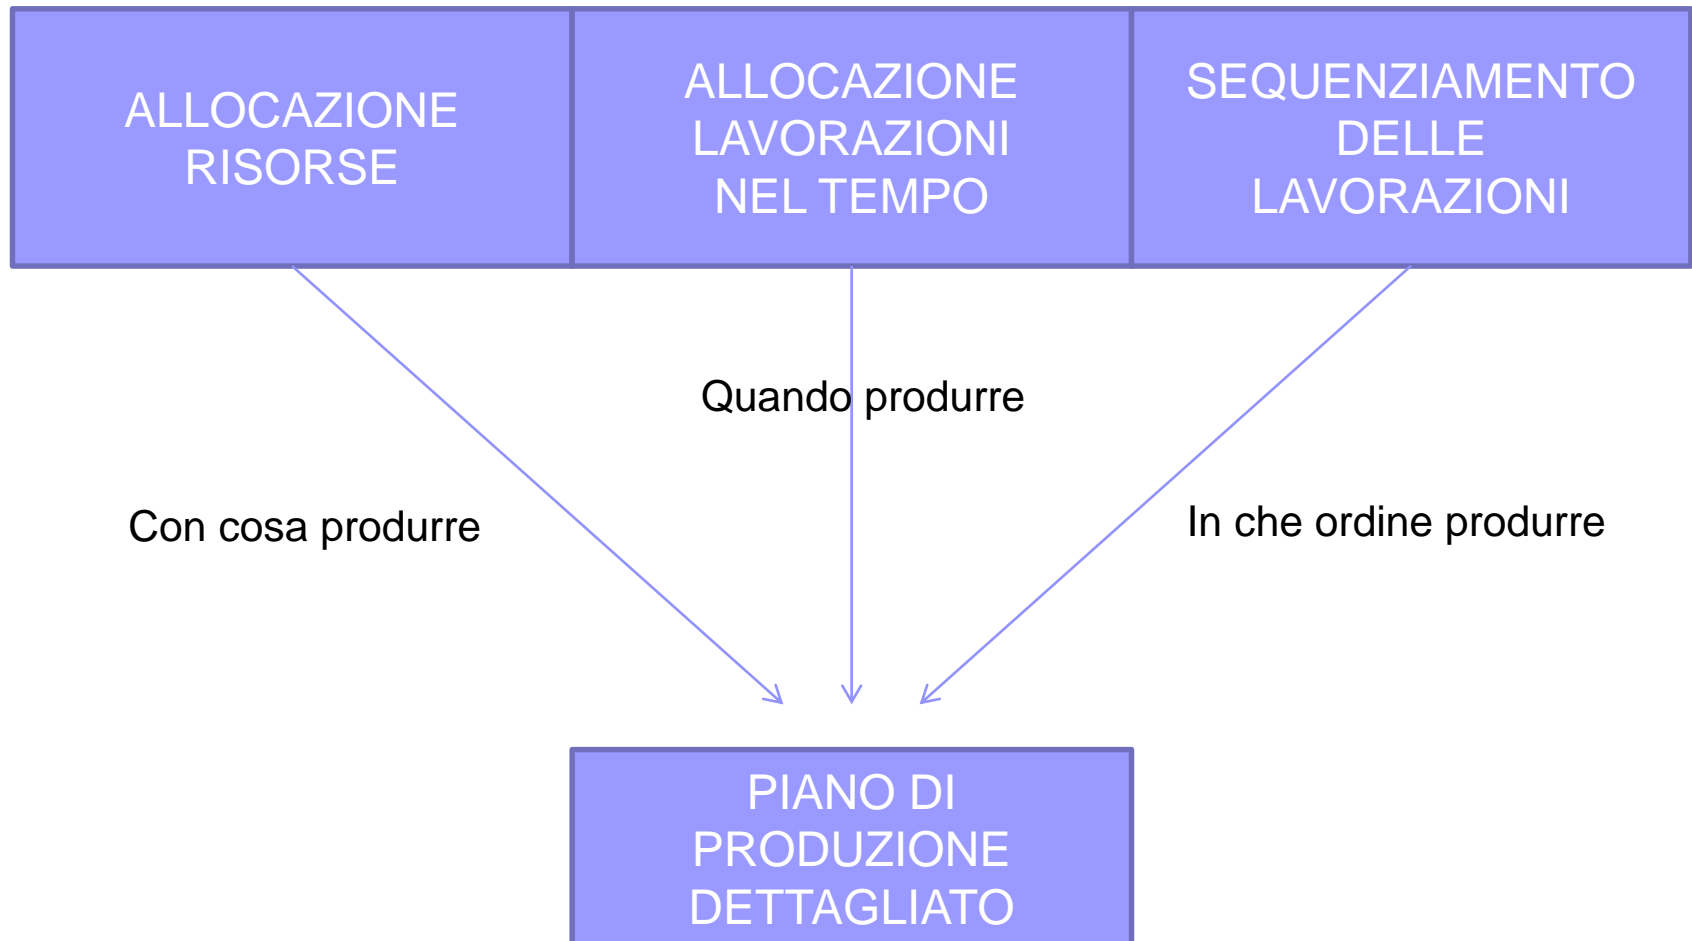 ALLOCAZIONE
RISORSE
ALLOCAZIONE
LAVORAZIONI
NEL TEMPO
SEQUENZIAMENTO
DELLE
LAVORAZIONI
Quando produrre
Con cosa produrre
In che ordine produrre
PIANO DI
PRODUZIONE
DETTAGLIATO